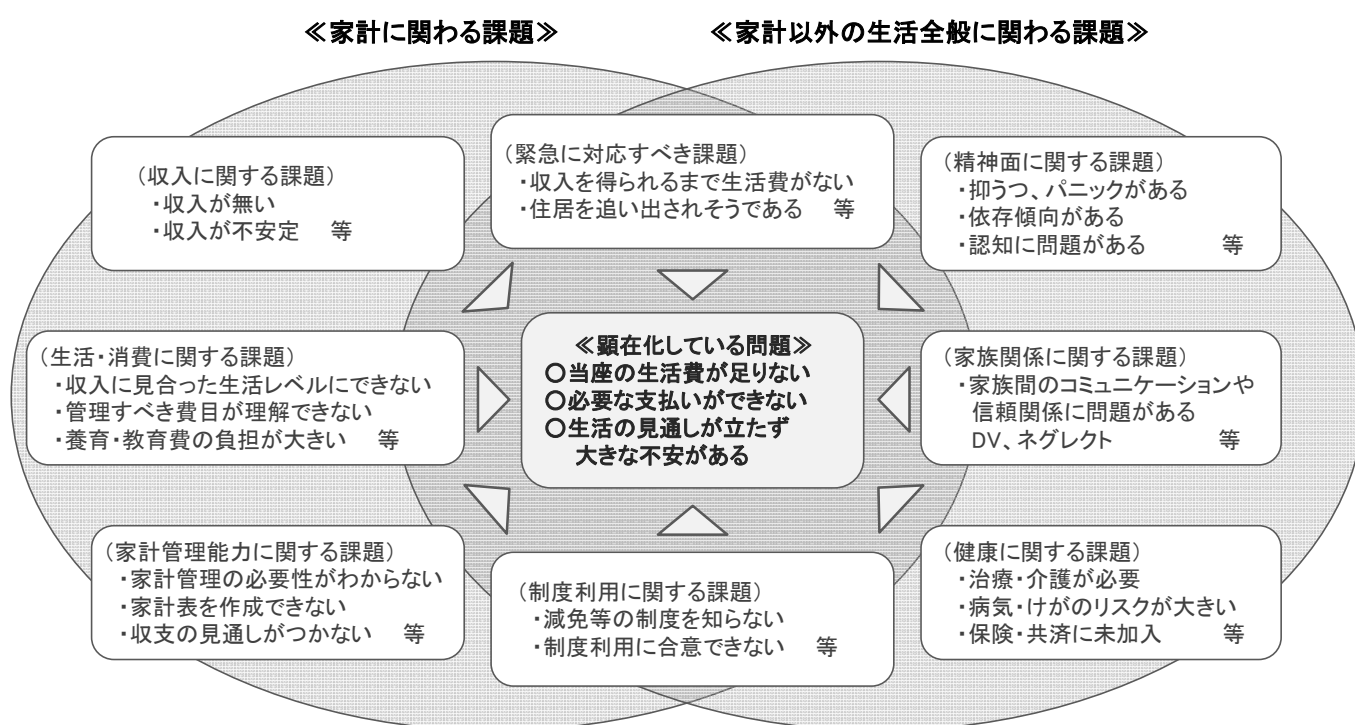 ≪家計に関わる課題≫
≪家計以外の生活全般に関わる課題≫
（収入に関する課題）
・収入が無い
・収入が不安定　等
（緊急に対応すべき課題）
・収入を得られるまで生活費がない
・住居を追い出されそうである　等
（精神面に関する課題）
・抑うつ、パニックがある
・依存傾向がある
・認知に問題がある　等
（生活・消費に関する課題）
・収入に見合った生活レベルにできない
・管理すべき費目が理解できない
・養育・教育費の負担が大きい　等
≪顕在化している問題≫
〇当座の生活費が足りない
〇必要な支払いができない
〇生活の見通しが立たず
大きな不安がある
（家族関係に関する課題）
・家族間のコミュニケーションや
信頼関係に問題がある
DV、ネグレクト　等
（家計管理能力に関する課題）
・家計管理の必要性がわからない
・家計表を作成できない
・収支の見通しがつかない　等
（制度利用に関する課題）
・減免等の制度を知らない
・制度利用に合意できない　等
（健康に関する課題）
・治療・介護が必要
・病気・けがのリスクが大きい
・保険・共済に未加入　等